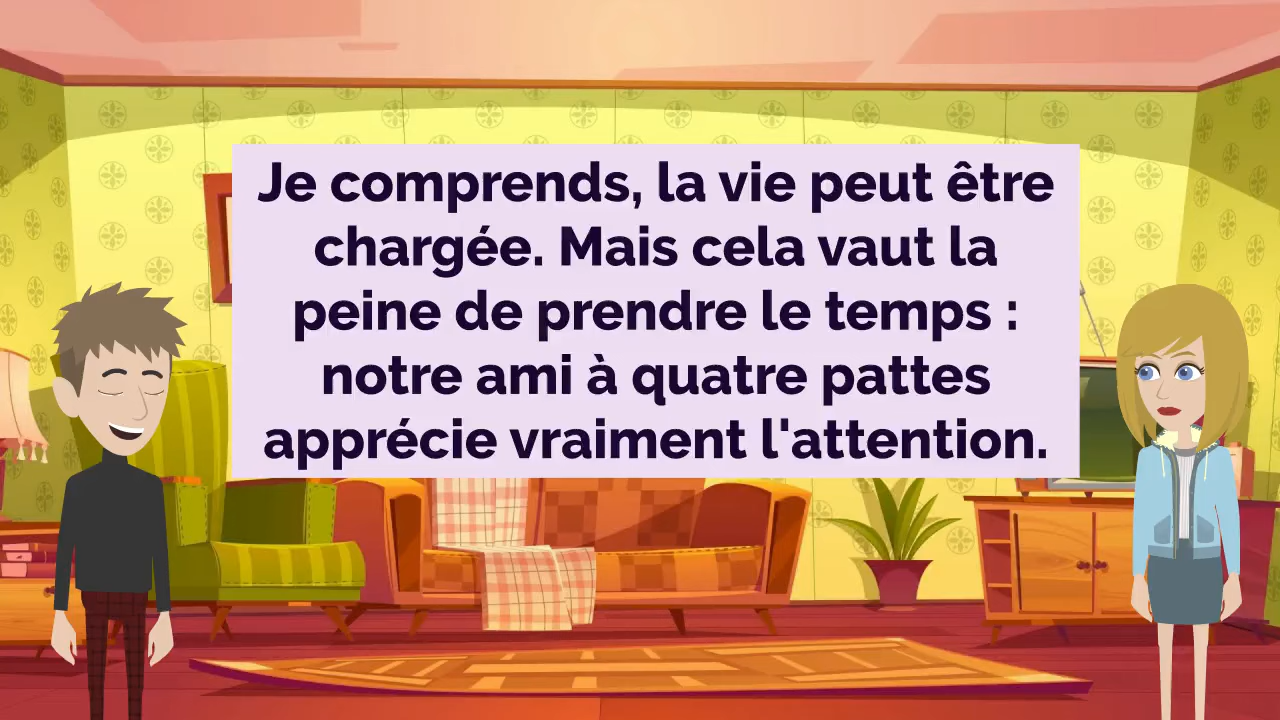 Je comprends, la vie peut être
chargée. Mais cela vaut la
peine de prendre le temps :
notre ami à quatre pattes
apprécie vraiment l'attention.